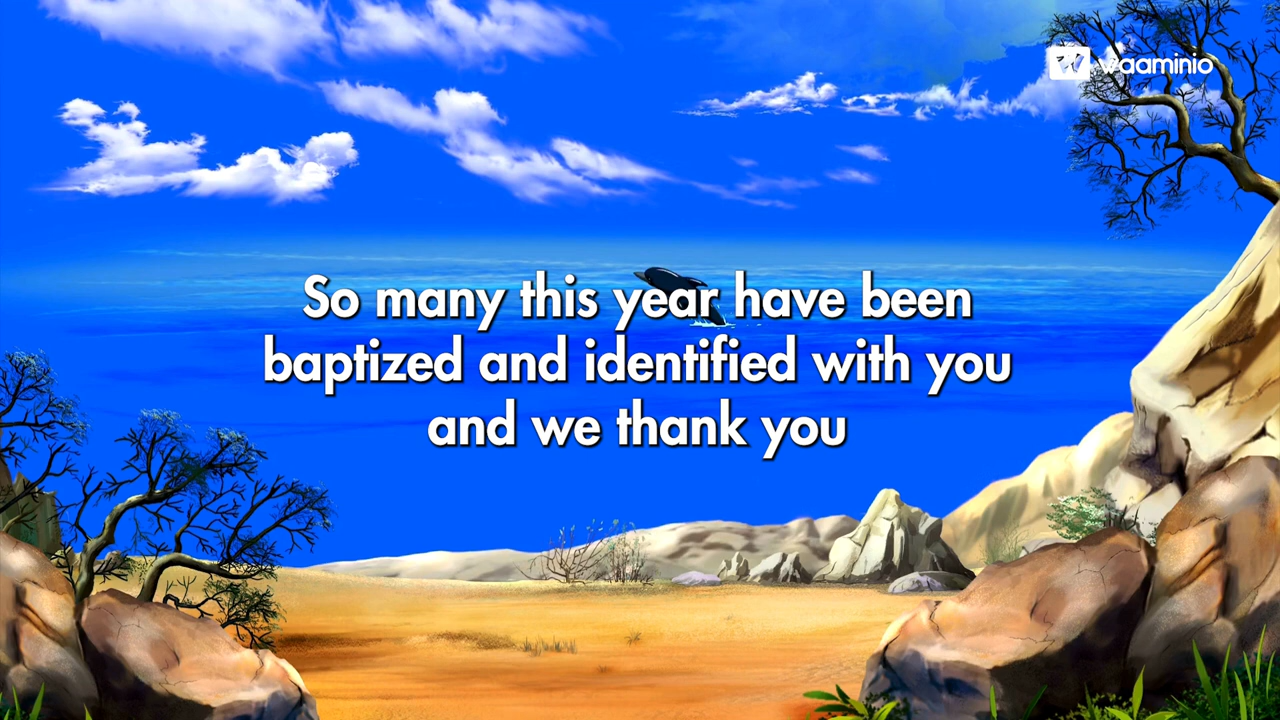 waaminio
So many this year have been
baptized and identified with you
and we thank you